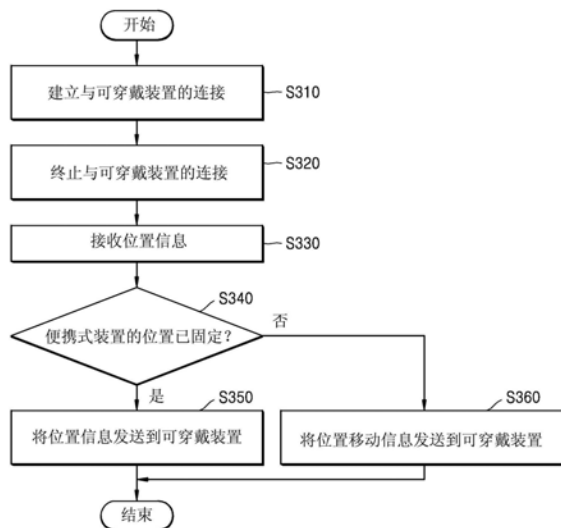 开始
建立与可穿戴装置的连接
S310
终止与可穿戴装置的连接
S320
接收位置信息
S330
S340
便携式装置的位置已固定?
否
是
S350
将位置信息发送到可穿戴装置
S360
将位置移动信息发送到可穿戴装置
结束